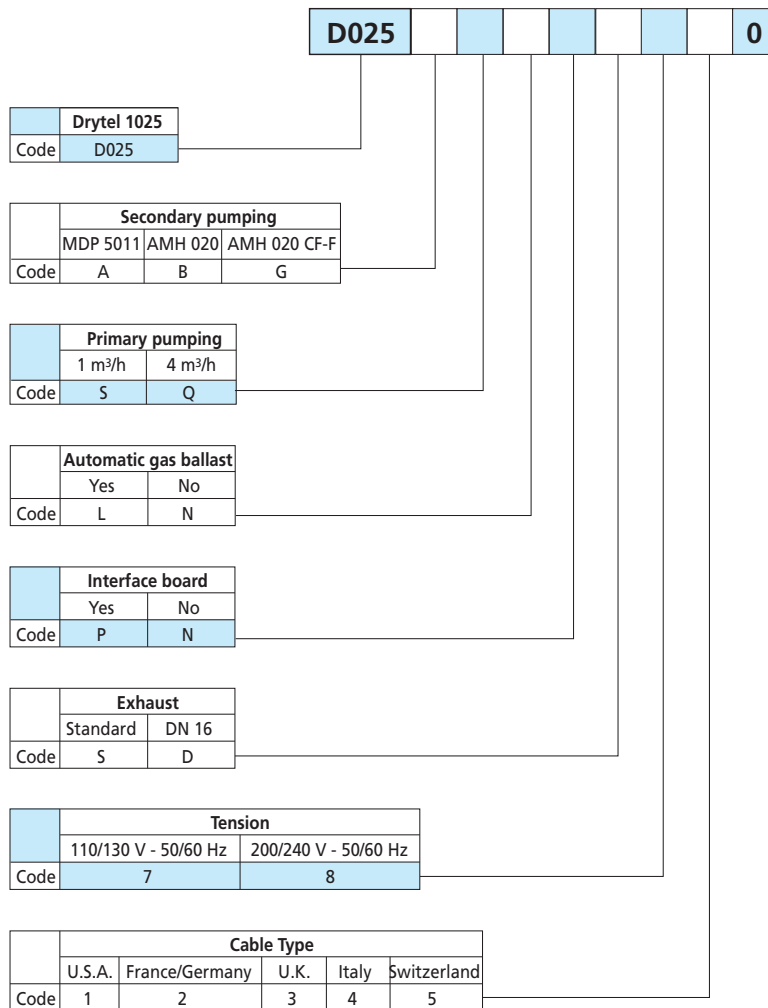 D025 0
Drytel 1025
Code D025
Secondary pumping
MDP 5011 AMH 020 AMH 020 CF-F
Code A B G
Primary pumping
1 m³/h 4 m³/h
Code S Q
Automatic gas ballast
Yes No
Code L N
Interface board
Yes No
Code P N
Exhaust
Standard DN 16
Code S D
Tension
110/130 V - 50/60 Hz 200/240 V - 50/60 Hz
Code 7 8
Cable Type
U.S.A. France/Germany U.K. Italy Switzerland
Code 1 2 3 4 5